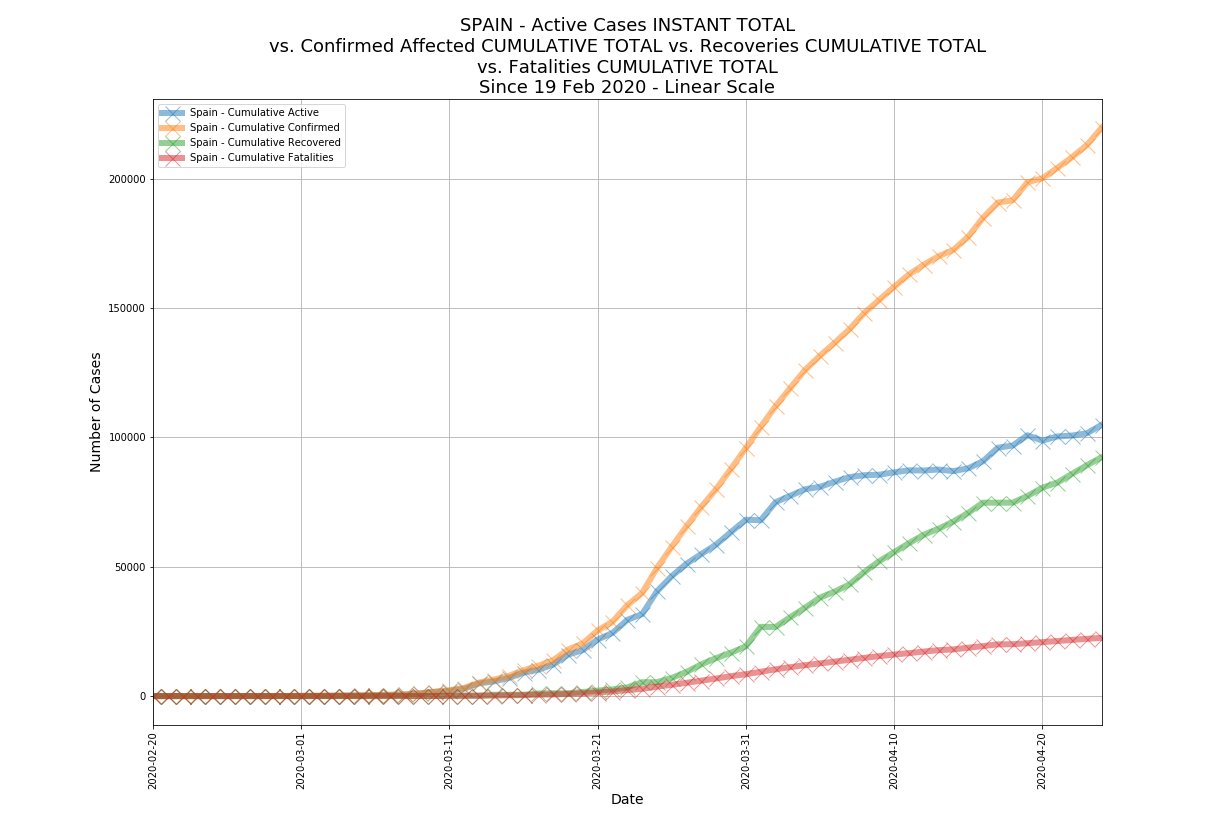 SPAIN - Active Cases INSTANT TOTAL
vs. Confirmed Affected CUMULATIVE TOTAL vs. Recoveries CUMULATIVE TOTAL
vs. Fatalities CUMULATIVE TOTAL
Since 19 Feb 2020 - Linear Scale
Spain - Cumulative Active
Spain - Cumulative Confirmed
Spain - Cumulative Recovered
Spain - Cumulative Fatalities
200000
150000
100000
50000
0
Number of Cases
2020-02-20
2020-03-01
2020-03-11
2020-03-21
2020-03-31
2020-04-10
2020-04-20
Date